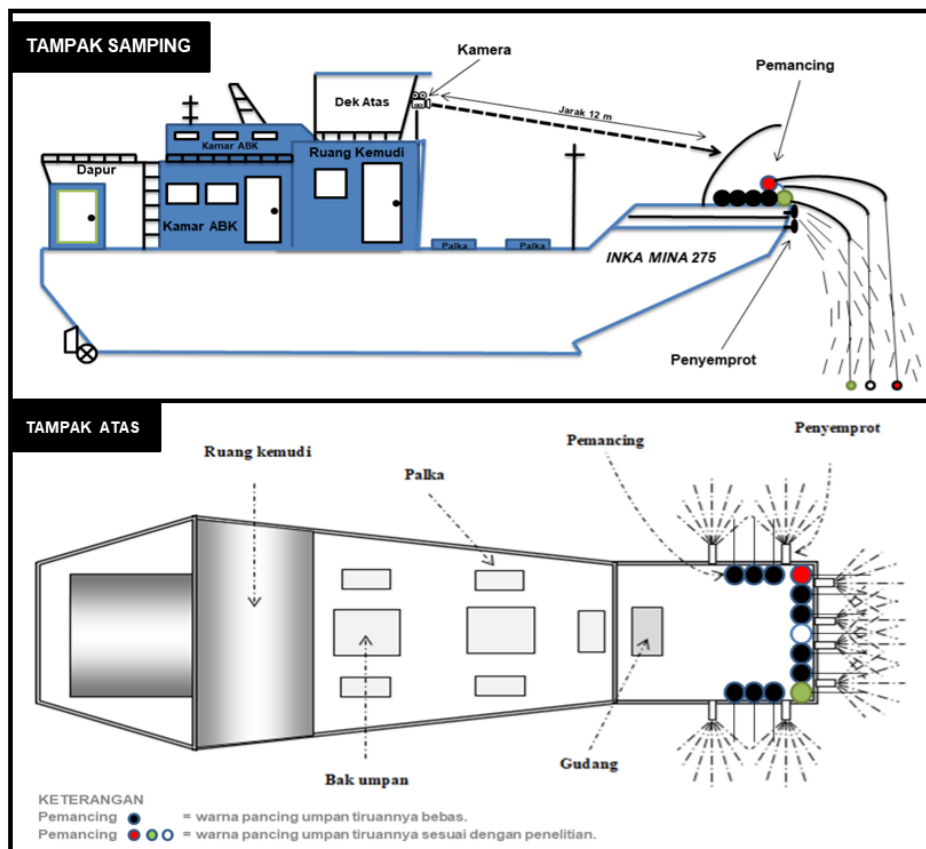 TAMPAK SAMPING
Kamera
Pemancing
Dek Atas
Jarak 12 m
Kamar ABK
Ruang Kemudi
Dapur
Kamar ABK
Palka
Palka
INKA MINA 275
Penyemprot
TAMPAK ATAS
Ruang kemudi
Palka
Pemancing
Penyemprot
Bak umpan
Gudang
KETERANGAN
Pemancing = warna pancing umpan tiruannya bebas.
Pemancing = warna pancing umpan tiruannya sesuai dengan penelitian.